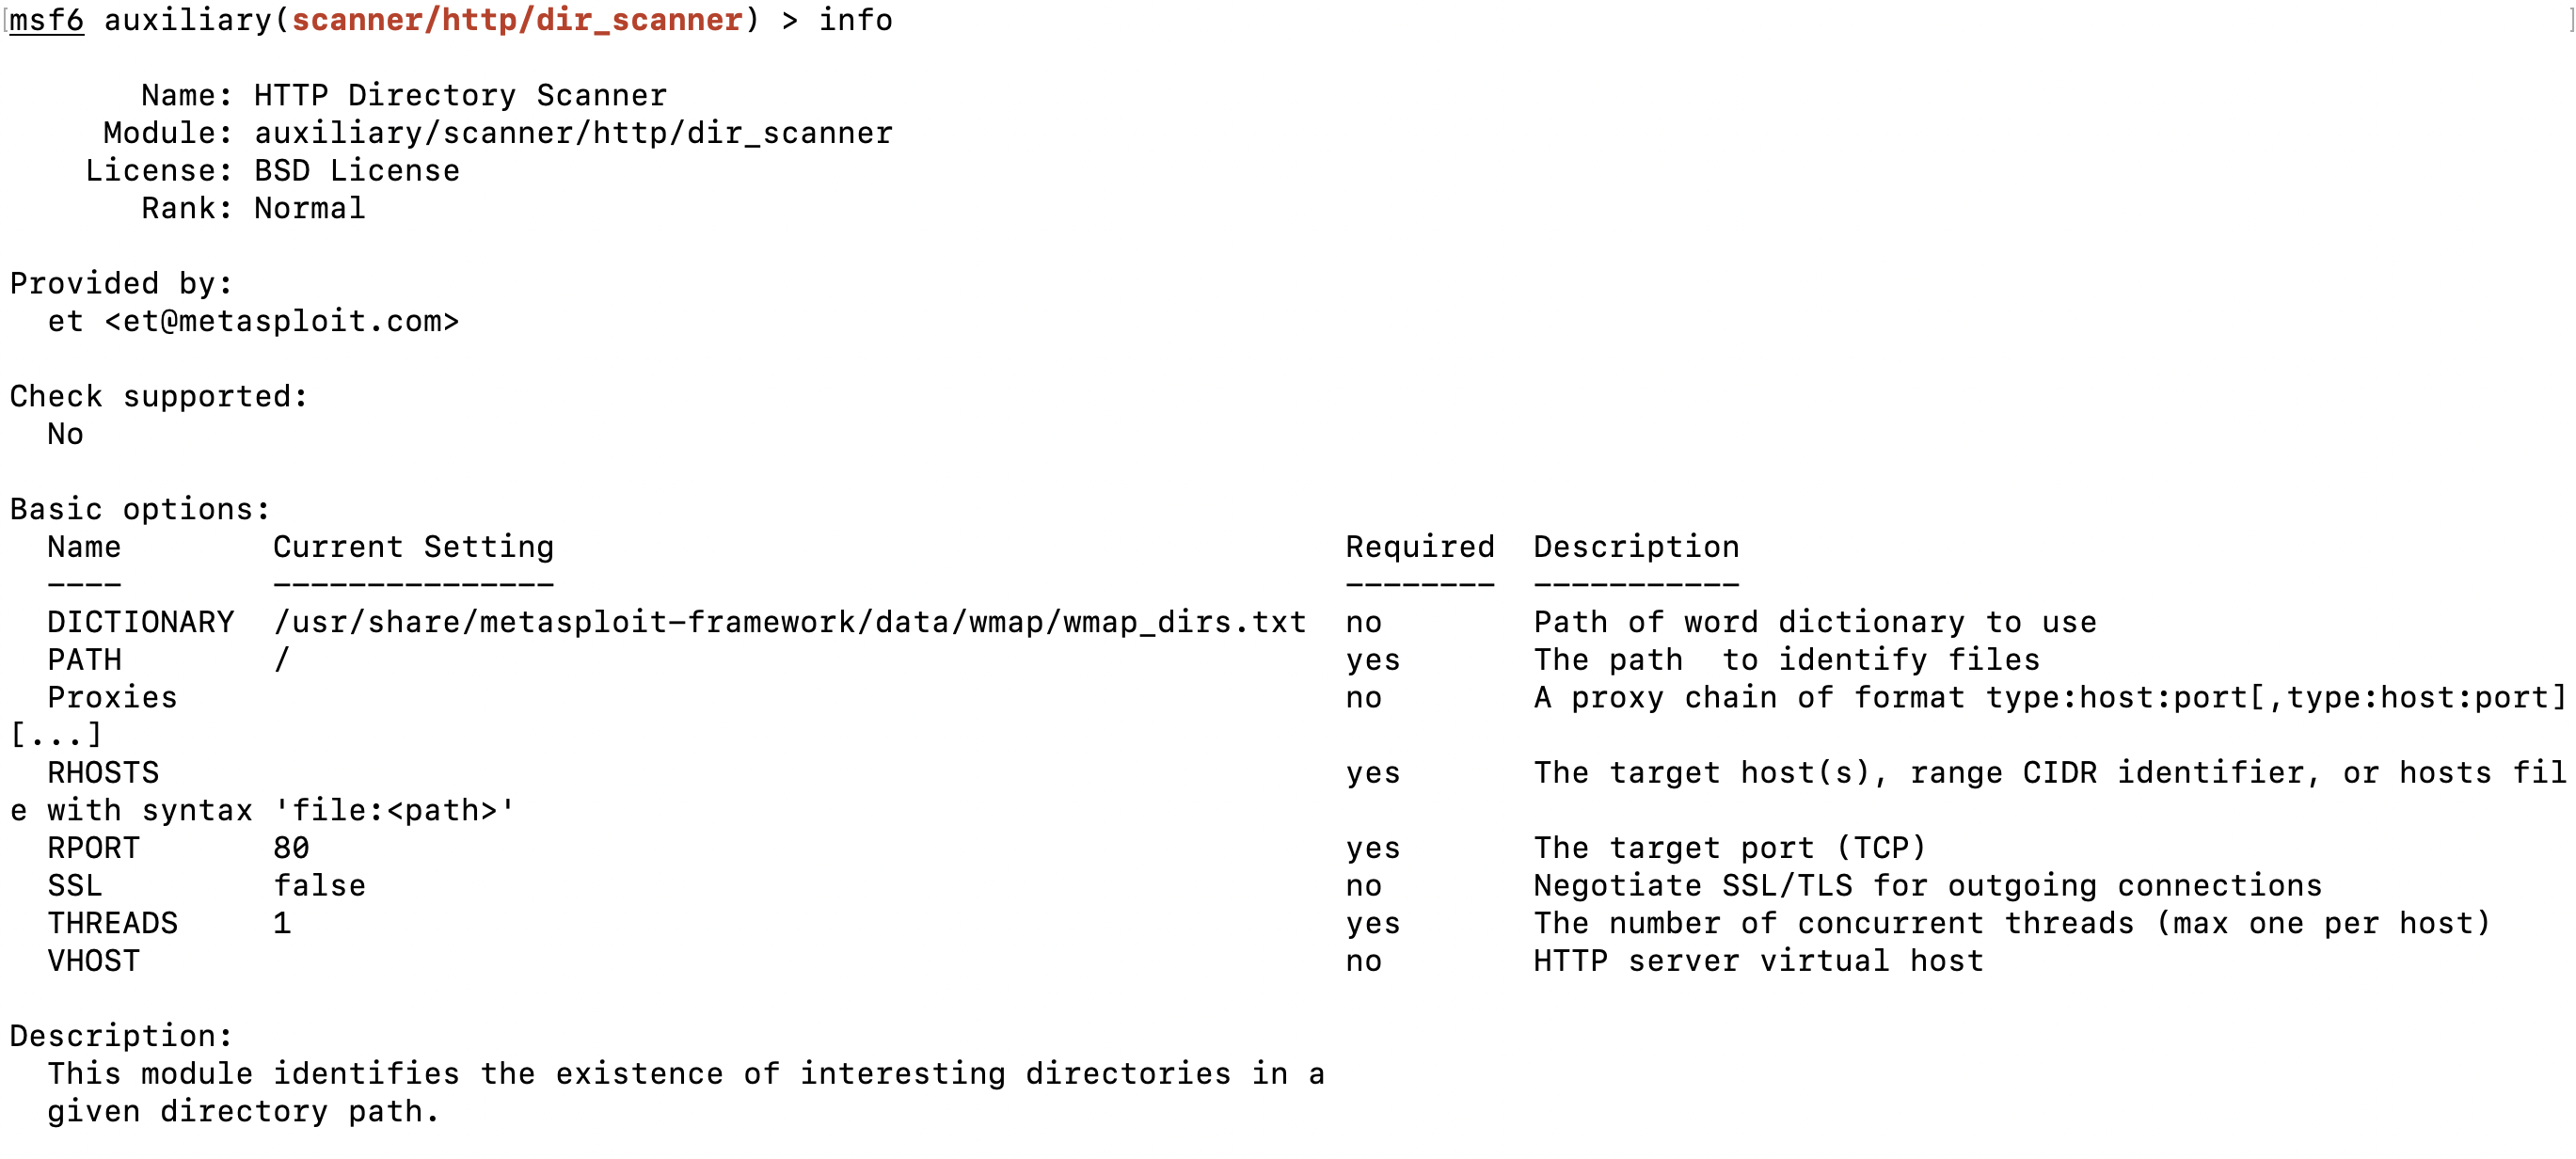 [msf6 auxiliary(scanner/http/dir_scanner) > info ]
Name: HTTP Directory Scanner
Module: auxiliary/scanner/http/dir_scanner
License: BSD License
Rank: Normal
Provided by:
et <et@metasploit.com>
Check supported:
No
Basic options:
Name Current Setting Required Description
---- --------------- -------- -----------
DICTIONARY /usr/share/metasploit-framework/data/wmap/wmap_dirs.txt no Path of word dictionary to use
PATH / yes The path  to identify files
Proxies no A proxy chain of format type:host:port[,type:host:port]
[...]
RHOSTS yes The target host(s), range CIDR identifier, or hosts fil
e with syntax 'file:<path>'
RPORT 80 yes The target port (TCP)
SSL false no Negotiate SSL/TLS for outgoing connections
THREADS 1 yes The number of concurrent threads (max one per host)
VHOST no HTTP server virtual host
Description:
This module identifies the existence of interesting directories in a
given directory path.